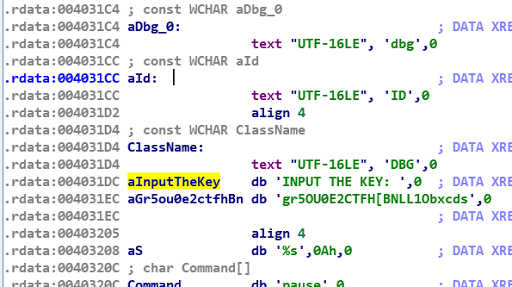 .rdata:004031C4 ; const WCHAR aDbg_0
.rdata:004031C4 aDbg_0: ; DATA XRE
.rdata:004031C4 text "UTF-16LE", 'dbg',0
.rdata:004031CC ; const WCHAR aId
.rdata:004031CC aId: ; DATA XRE
.rdata:004031CC text "UTF-16LE", 'ID',0
.rdata:004031D2 align 4
.rdata:004031D4 ; const WCHAR ClassName
.rdata:004031D4 ClassName: ; DATA XRE
.rdata:004031D4 text "UTF-16LE", 'DBG',0
.rdata:004031DC aInputTheKey db 'INPUT THE KEY: ',0 ; DATA XRE
.rdata:004031EC aGr5ou0e2ctfhBn db 'gr5OU0E2CTFH[BNLL1Obxcds',0
.rdata:004031EC ; DATA XRE
.rdata:00403205 align 4
.rdata:00403208 aS db '%s',0Ah,0 ; DATA XRE
.rdata:0040320C ; char Command[]
.rdata:0040320C Command db 'pause',0 ; DATA XRE